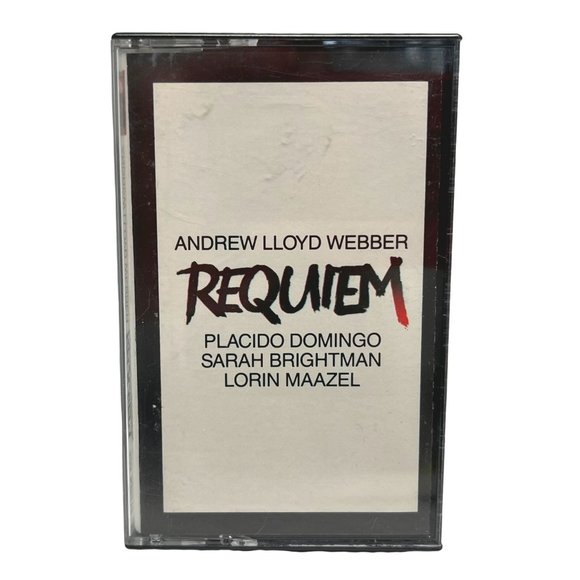 ANDREW LLOYD WEBBER
REQUIEM
PLACIDO DOMINGO
SARAH BRIGHTMAN
LORIN MAAZEL